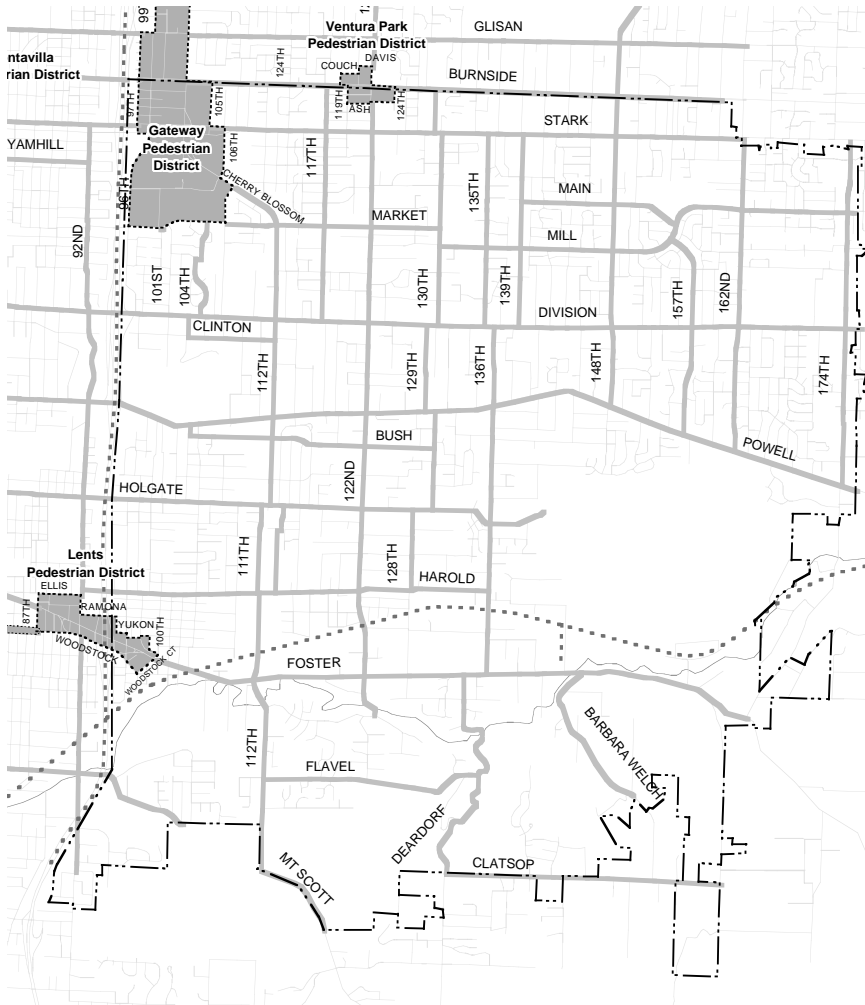 99
12
GLISAN
Ventura Park
Pedestrian District
ntavilla
rian District
124TH
COUCH
DAVIS
BURNSIDE
97TH
105TH
119TH
ASH
124TH
STARK
YAMHILL
Gateway
Pedestrian
District
106TH
117TH
CHERRY BLOSSOM
96TH
135TH
MAIN
MARKET
MILL
92ND
101ST
104TH
130TH
139TH
157TH
162ND
DIVISION
CLINTON
112TH
129TH
136TH
148TH
174TH
BUSH
POWELL
122ND
HOLGATE
111TH
128TH
HAROLD
Lents
Pedestrian District
ELLIS
87TH
RAMONA
YUKON
100TH
WOODSTOCK
WOODSTOCK CT
FOSTER
112TH
FLAVEL
BARBARA WELCH
DEARDORF
CLATSOP
MT SCOTT